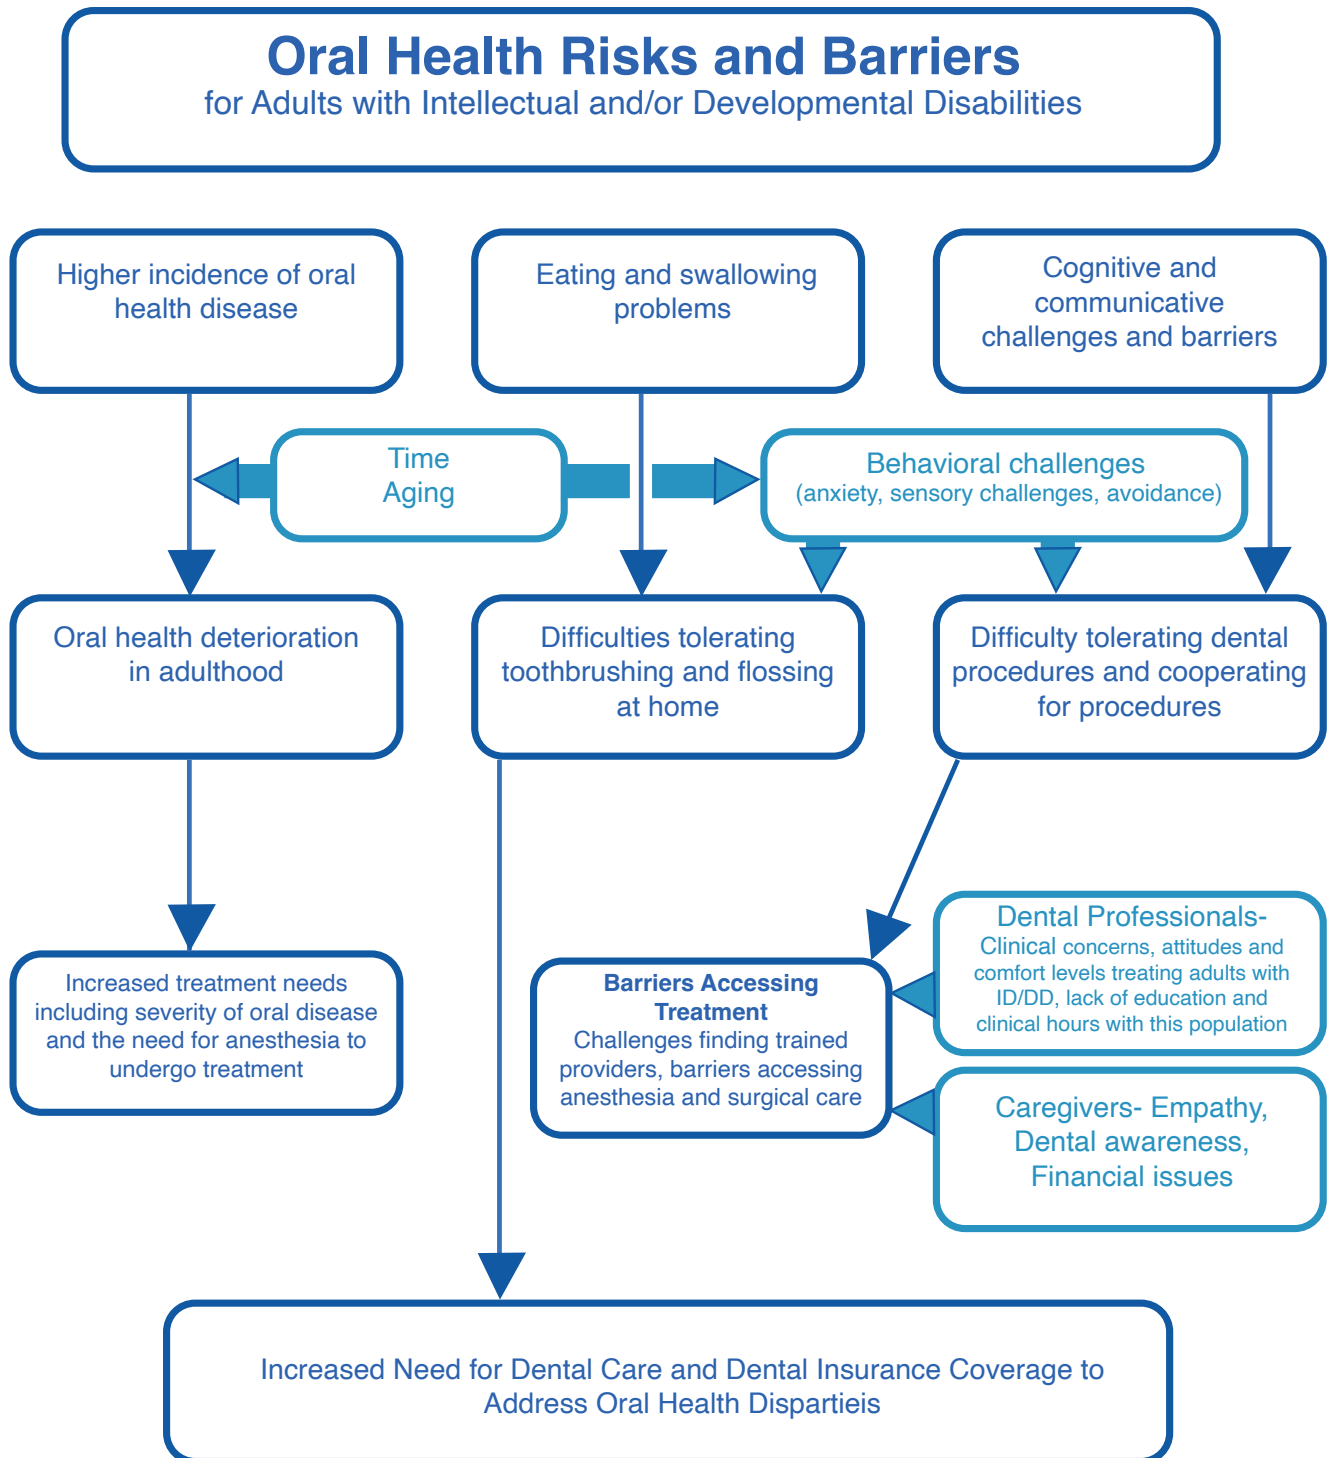 Oral Health Risks and Barriers
for Adults with Intellectual and/or Developmental Disabilities
Higher incidence of oral
health disease
Eating and swallowing
problems
Cognitive and
communicative
challenges and barriers
Time
Aging
Behavioral challenges
(anxiety, sensory challenges, avoidance)
Oral health deterioration
in adulthood
Difficulties tolerating
toothbrushing and flossing
at home
Difficulty tolerating dental
procedures and cooperating
for procedures
Increased treatment needs
including severity of oral disease
and the need for anesthesia to
undergo treatment
Barriers Accessing
Treatment
Challenges finding trained
providers, barriers accessing
anesthesia and surgical care
Dental Professionals-
Clinical concerns, attitudes and
comfort levels treating adults with
ID/DD, lack of education and
clinical hours with this population
Caregivers- Empathy,
Dental awareness,
Financial issues
Increased Need for Dental Care and Dental Insurance Coverage to
Address Oral Health Dispartieis